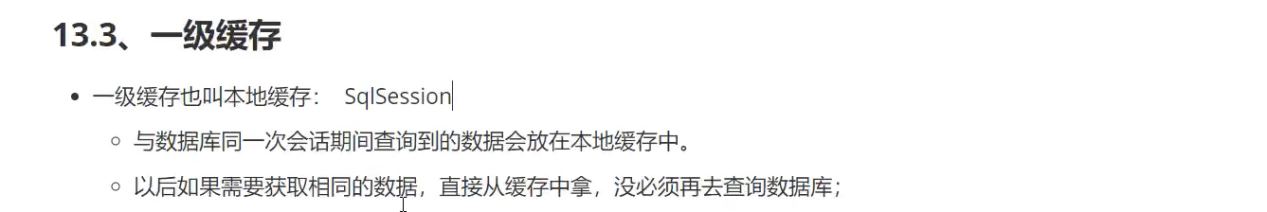 13.3、一级缓存
一级缓存也叫本地缓存： SqlSession
与数据库同一次会话期间查询到的数据会放在本地缓存中。
以后如果需要获取相同的数据，直接从缓存中拿，没必须再去查询数据库；